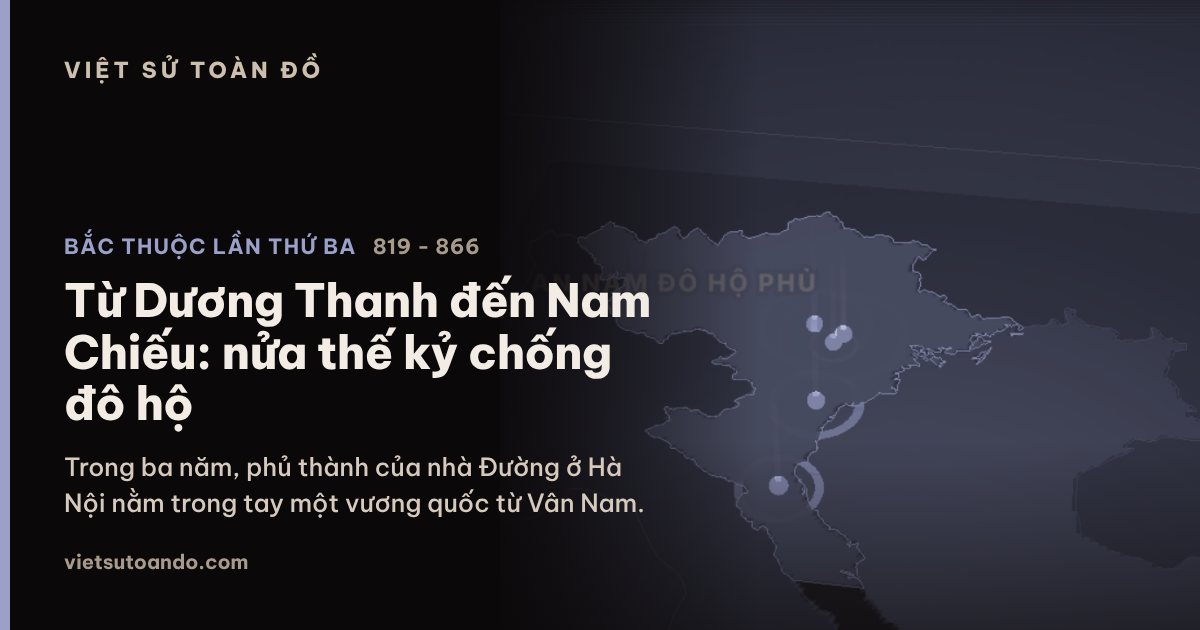 VIỆT SỬ TOÀN ĐỒ
BẮC THUỘC LẦN THỨ BA 819 - 866
AN NAM ĐÔ HỘ PHỦ
Từ Dương Thanh đến Nam
Chiếu: nửa thế kỷ chống
đô hộ
Trong ba năm, phủ thành của nhà Đường ở Hà
Nội nằm trong tay một vương quốc từ Vân Nam.
vietsutoando.com